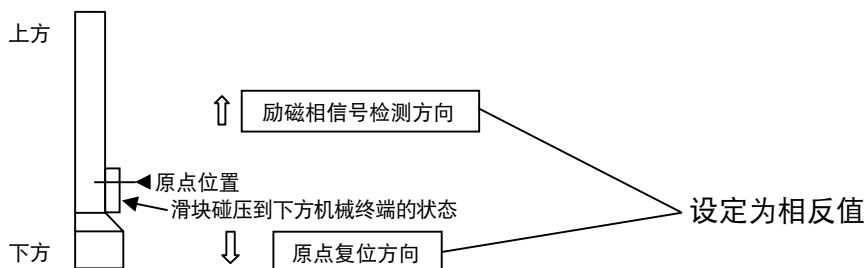 上方
励磁相信号检测方向
原点位置
滑块碰压到下方机械终端的状态
设定为相反值
下方
原点复位方向